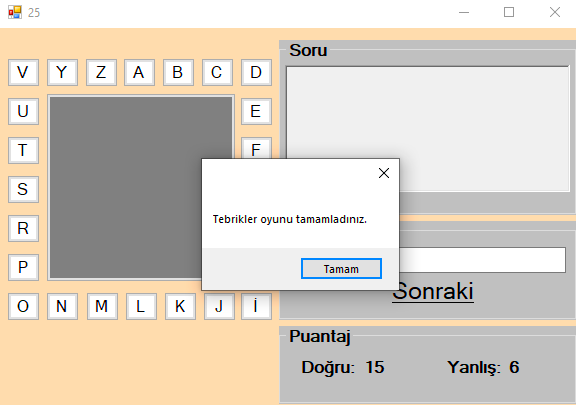 25
Soru
V Y Z A B C D
U E
T F
S
R
P
O N M L K J İ
Tebrikler oyunu tamamladınız.
Tamam
Sonraki
Puantaj
Doğru: 15 Yanlış: 6